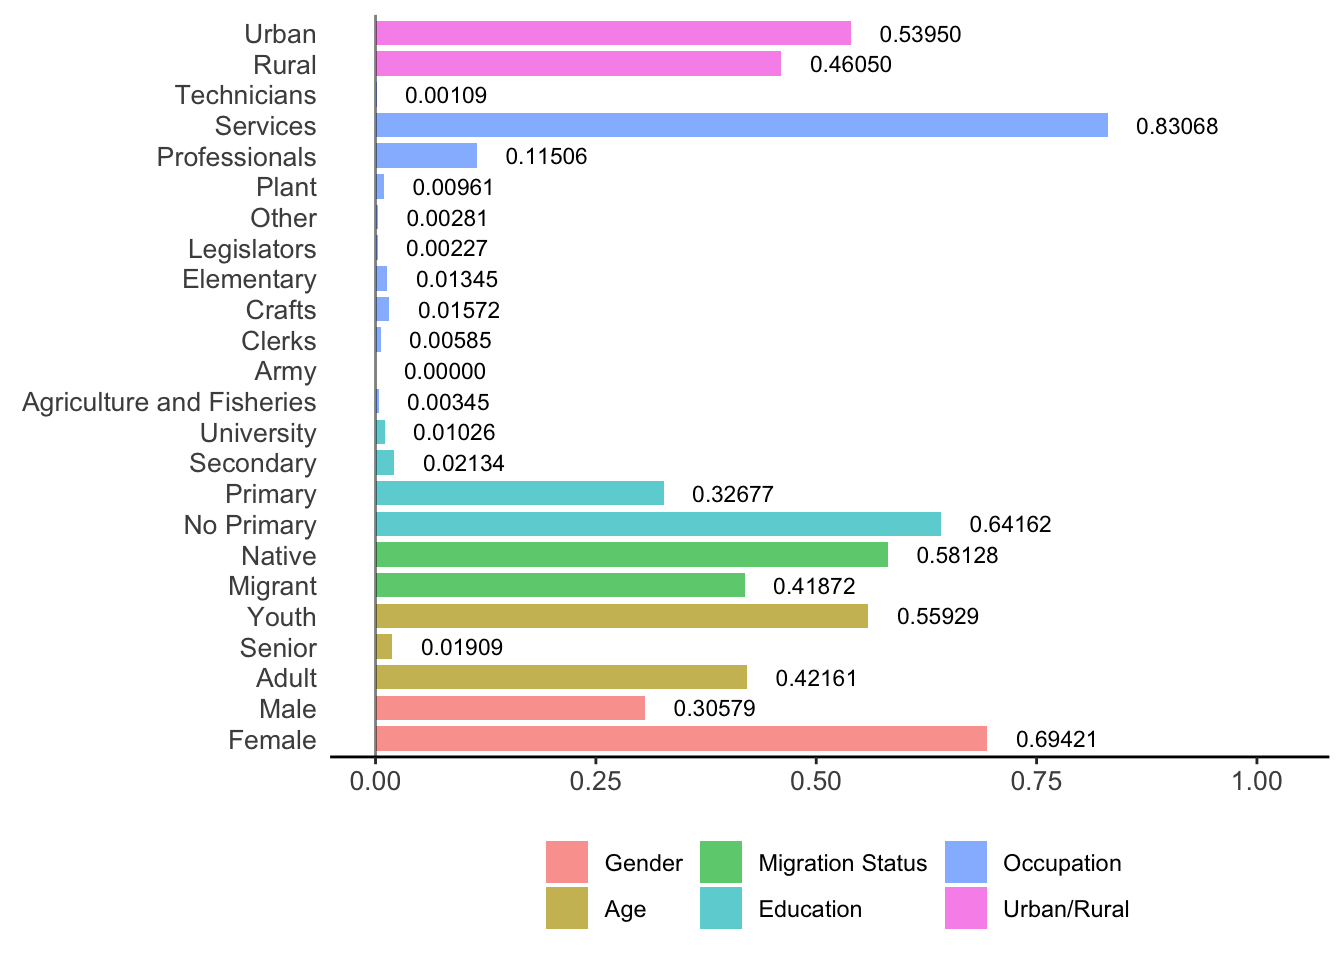 Urban 0.53950
Rural 0.46050
Technicians 0.00109
Services 0.83068
Professionals 0.11506
Plant 0.00961
Other 0.00281
Legislators 0.00227
Elementary 0.01345
Crafts 0.01572
Clerks 0.00585
Army 0.00000
Agriculture and Fisheries 0.00345
University 0.01026
Secondary 0.02134
Primary 0.32677
No Primary 0.64162
Native 0.58128
Migrant 0.41872
Youth 0.55929
Senior 0.01909
Adult 0.42161
Male 0.30579
Female 0.69421
0.00 0.25 0.50 0.75 1.00
Gender Migration Status Occupation
Age Education Urban/Rural